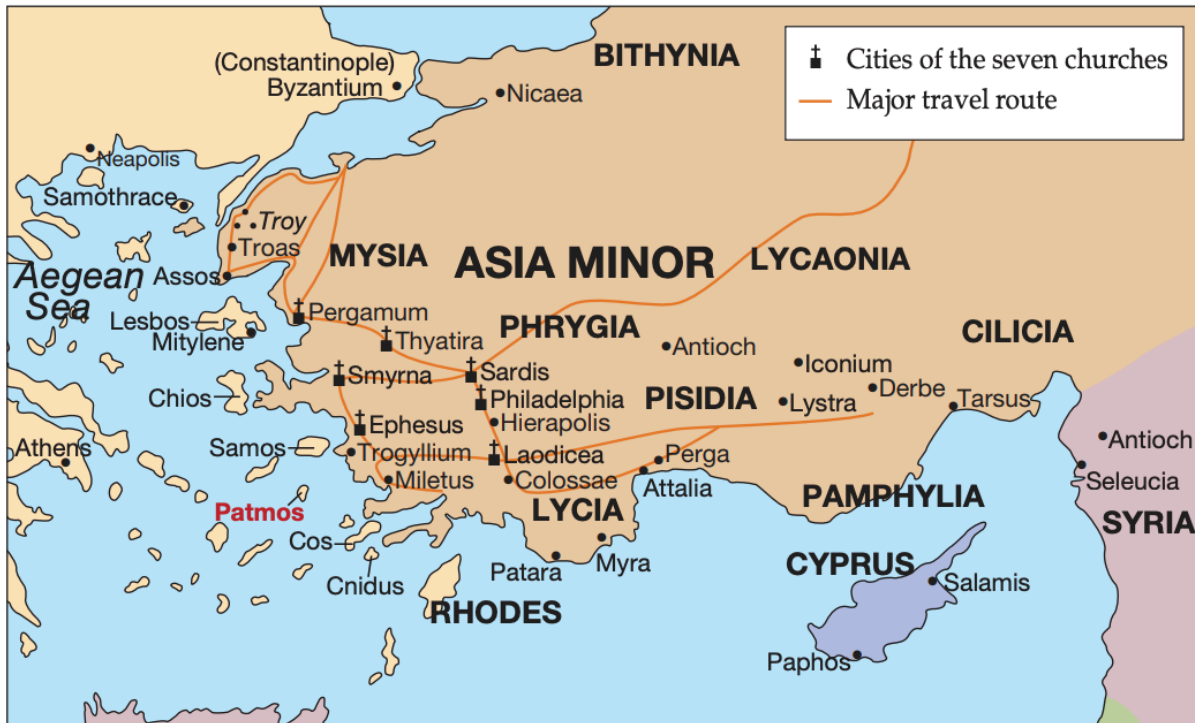 BITHYNIA
Cities of the seven churches
Major travel route
(Constantinople)
Byzantium
Nicaea
Neapolis
Samothrace
Troy
Troas
MYSIA
ASIA MINOR
LYCAONIA
Aegean
Sea
Assos
Lesbos
Mitylene
Pergamum
Thyatira
PHRYGIA
Antioch
CILICIA
Iconium
Smyrna
Sardis
Derbe
Tarsus
Chios
Philadelphia
PISIDIA
Lystra
Ephesus
Hierapolis
Athens
Samos
Trogyllium
Laodicea
Perga
Antioch
Miletus
Colossae
Attalia
Seleucia
Patmos
LYCIA
PAMPHYLIA
SYRIA
Cos
Cnidus
Patara
Myra
CYPRUS
Salamis
RHODES
Paphos